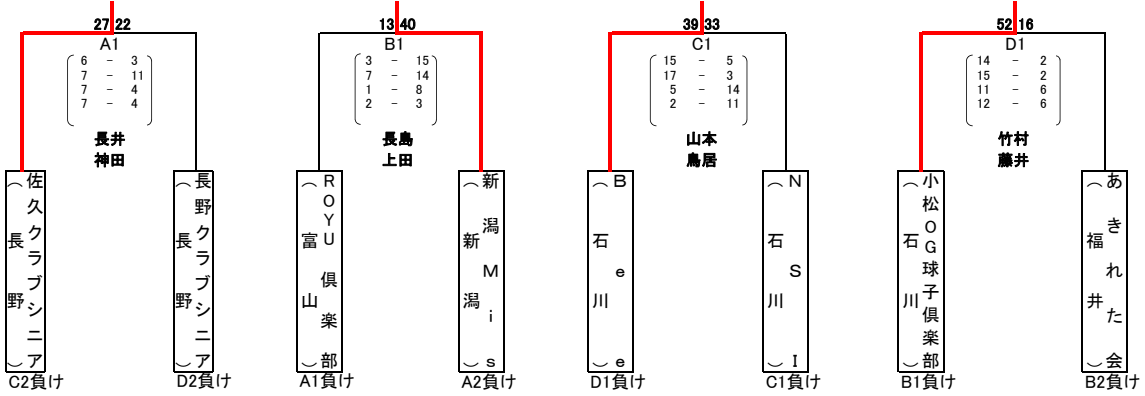 27 22
A1
6 - 3
7 - 11
7 - 4
7 - 4
長井
神田
佐久クラブシニア
（長野）
C2負け
長野クラブシニア
（長野）
D2負け
13 40
B1
3 - 15
7 - 14
1 - 8
2 - 3
長島
上田
ROYU倶楽部
（富山）
A1負け
新潟Mis
（新潟）
A2負け
39 33
C1
15 - 5
17 - 3
5 - 14
2 - 11
山本
鳥居
Bee
（石川）
D1負け
NSI
（石川）
C1負け
52 16
D1
14 - 2
15 - 2
11 - 6
12 - 6
竹村
藤井
小松OG球子倶楽部
（石川）
B1負け
あきれた会
（福井）
B2負け